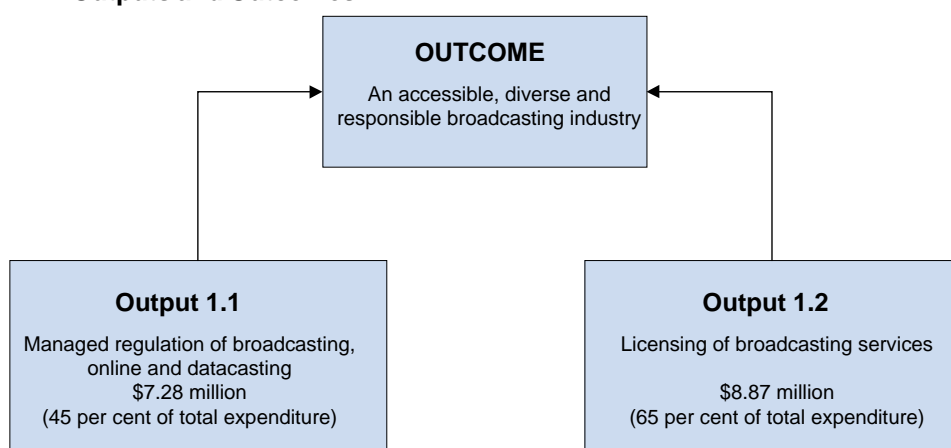 OUTCOME
An accessible, diverse and
responsible broadcasting industry
Output 1.1
Managed regulation of broadcasting,
online and datacasting
$7.28 million
(45 per cent of total expenditure)
Output 1.2
Licensing of broadcasting services
$8.87 million
(65 per cent of total expenditure)